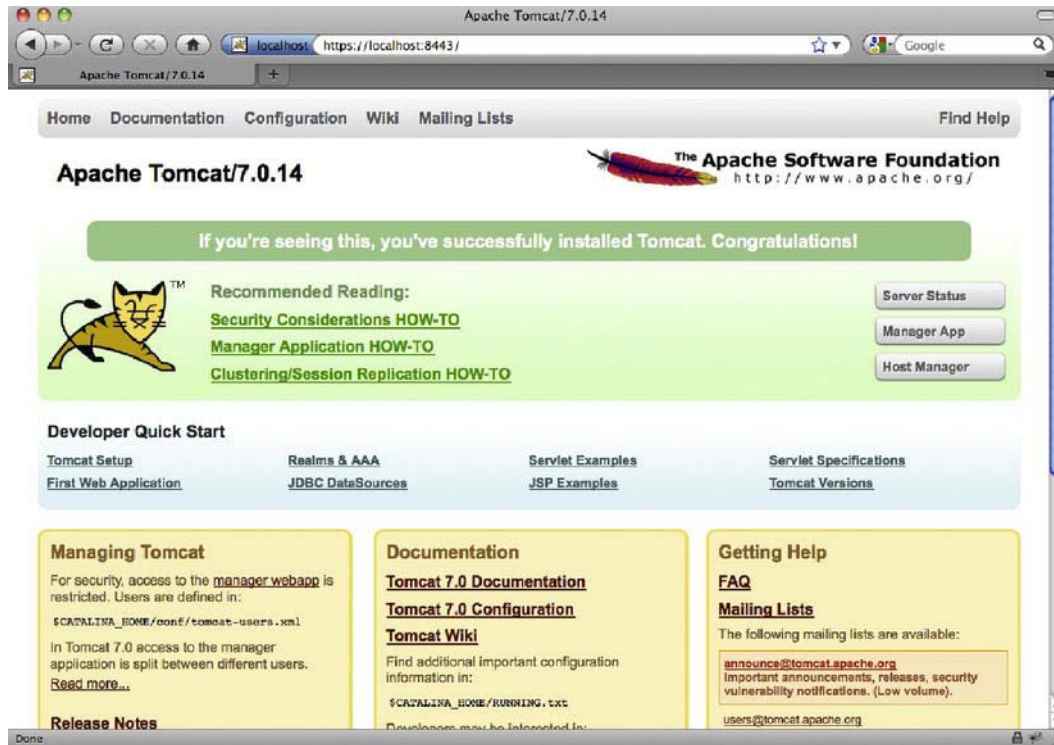 Apache Tomcat/7.0.14
localhost https://localhost:8443/
Google
Apache Tomcat/7.0.14
Home Documentation Configuration Wiki Mailing Lists Find Help
Apache Tomcat/7.0.14
The Apache Software Foundation
http://www.apache.org/
If you're seeing this, you've successfully installed Tomcat. Congratulations!
TM
Recommended Reading:
Security Considerations HOW-TO
Manager Application HOW-TO
Clustering/Session Replication HOW-TO
Server Status
Manager App
Host Manager
Developer Quick Start
Tomcat Setup
First Web Application
Realms & AAA
JDBC DataSources
Servlet Examples
JSP Examples
Servlet Specifications
Tomcat Versions
Managing Tomcat
For security, access to the manager webapp is
restricted. Users are defined in:
$CATALINA_HOME/conf/tomcat-users.xml
In Tomcat 7.0 access to the manager
application is split between different users.
Read more...
Release Notes
Documentation
Tomcat 7.0 Documentation
Tomcat 7.0 Configuration
Tomcat Wiki
Find additional important configuration
information in:
$CATALINA_HOME/RUNNING.txt
Developers may be interested in:
Getting Help
FAQ
Mailing Lists
The following mailing lists are available:
announce@tomcat.apache.org
Important announcements, releases, security
vulnerability notifications. (Low volume).
users@tomcat.apache.org
Done